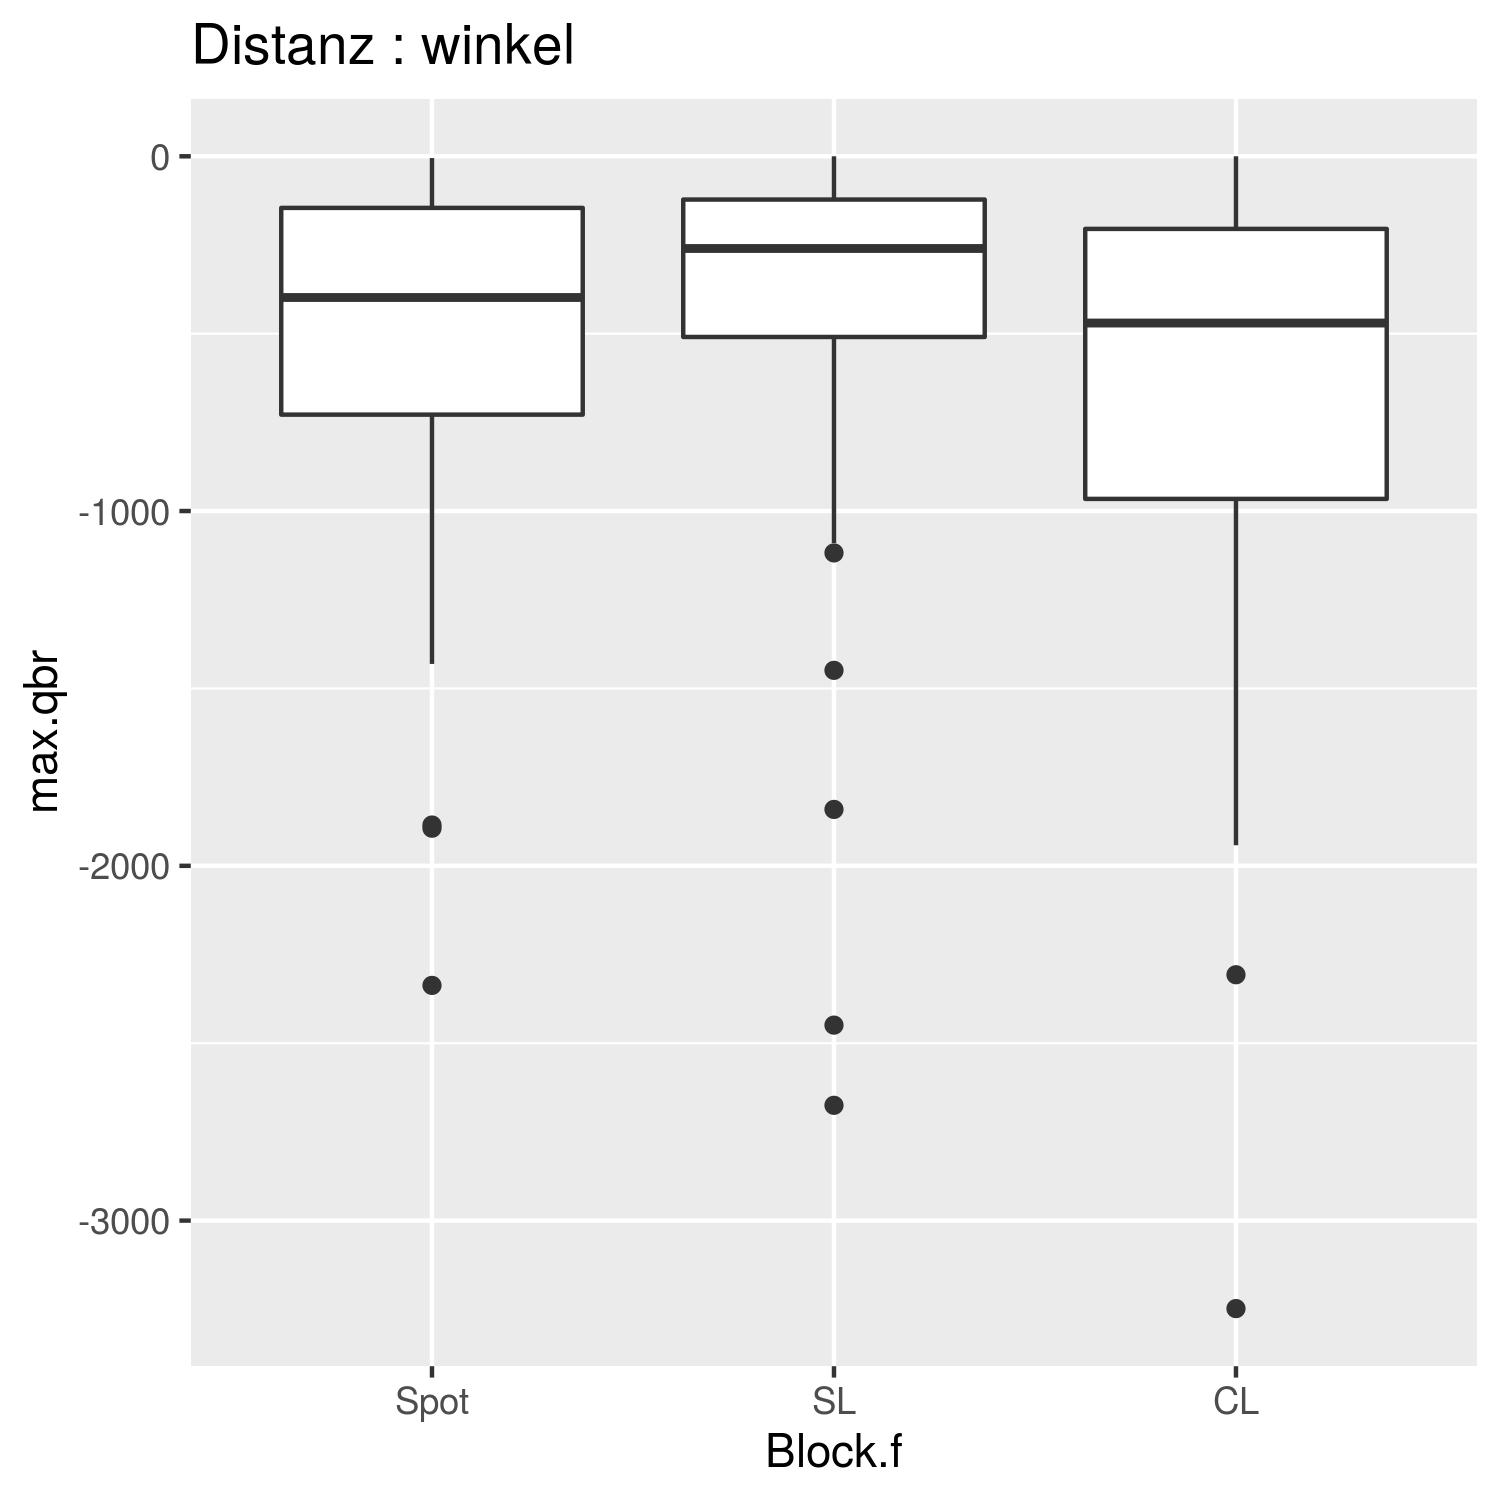 Distanz : winkel
0
-1000
-2000
-3000
max.qbr
Spot SL CL
Block.f